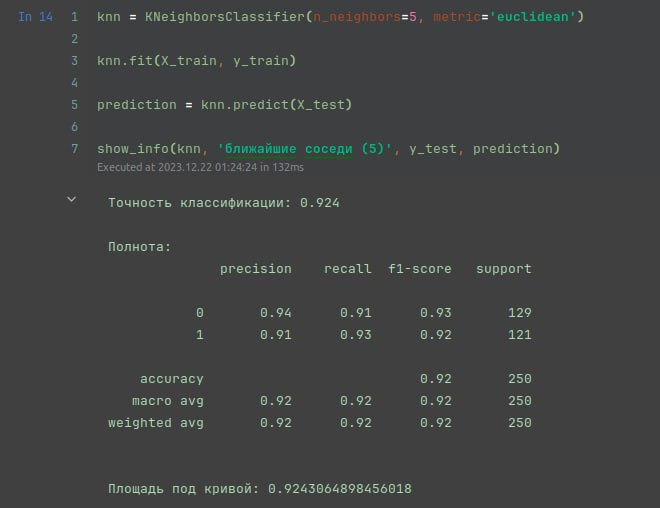 In 14 1 knn = KNeighborsClassifier(n_neighbors=5, metric='euclidean')
2
3 knn.fit(X_train, y_train)
4
5 prediction = knn.predict(X_test)
6
7 show_info(knn, 'ближайшие соседи (5)', y_test, prediction)
Executed at 2023.12.22 01:24:24 in 132ms
Точность классификации: 0.924
Полнота:
precision recall f1-score support
0 0.94 0.91 0.93 129
1 0.91 0.93 0.92 121
accuracy 0.92 250
macro avg 0.92 0.92 0.92 250
weighted avg 0.92 0.92 0.92 250
Площадь под кривой: 0.9243064898456018